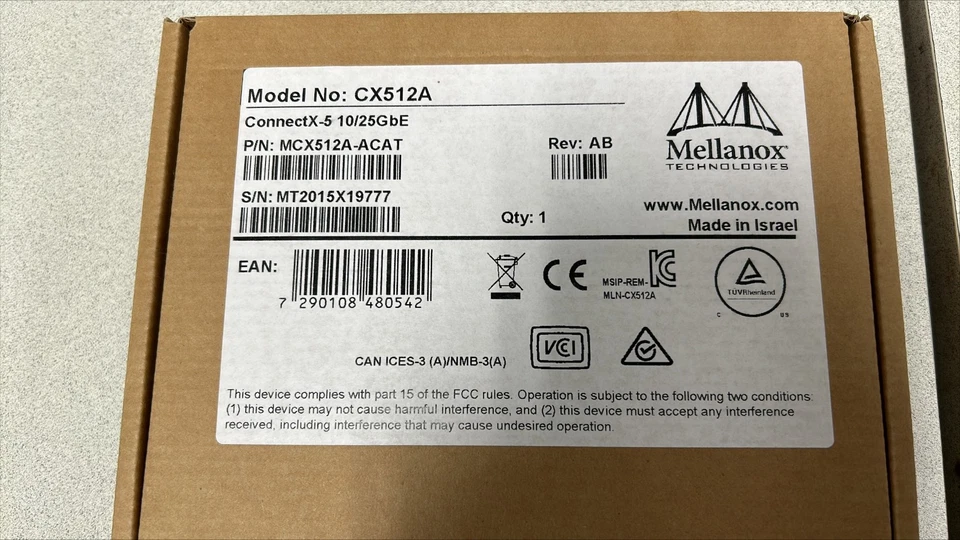 Model No: CX512A
ConnectX-5 10/25GbE
P/N: MCX512A-ACAT
Rev: AB
Mellanox
TECHNOLOGIES
S/N: MT2015X19777
Qty: 1
www.Mellanox.com
Made in Israel
EAN:
7 290108 480542
CE
MSIP-REM-
MLN-CX512A
KC
TÜVRheinland
C US
CAN ICES-3 (A)/NMB-3(A)
VCCI
This device complies with part 15 of the FCC rules. Operation is subject to the following two conditions:
(1) this device may not cause harmful interference, and (2) this device must accept any interference
received, including interference that may cause undesired operation.